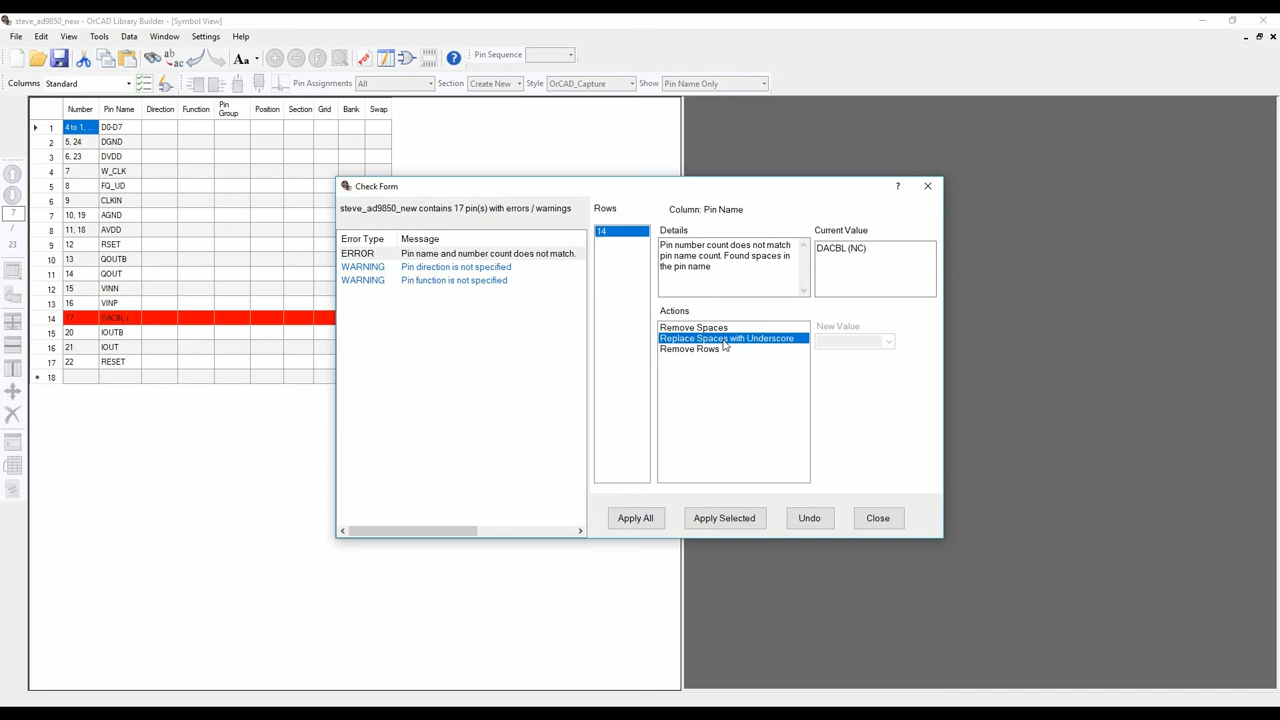 steve_ad9850_new - OrCAD Library Builder - [Symbol View]
File Edit View Tools Data Window Settings Help
Aa Pin Sequence
Columns Standard Pin Assignments All Section Create New Style OrCAD_Capture Show Pin Name Only
Number Pin Name Direction Function Pin Group Position Section Grid Bank Swap
1 4 to 1, ... D0-D7
2 5, 24 DGND
3 6, 23 DVDD
4 7 W_CLK
5 8 FQ_UD
6 9 CLKIN
7 10, 19 AGND
8 11, 18 AVDD
9 12 RSET
10 13 QOUTB
11 14 QOUT
12 15 VINN
13 16 VINP
14 17 DACBL (
15 20 IOUTB
16 21 IOUT
17 22 RESET
18
7
/
23
Check Form
steve_ad9850_new contains 17 pin(s) with errors / warnings
Error Type Message
ERROR Pin name and number count does not match.
WARNING Pin direction is not specified
WARNING Pin function is not specified
Rows
14
Column: Pin Name
Details
Pin number count does not match
pin name count. Found spaces in
the pin name
Current Value
DACBL (NC)
Actions
Remove Spaces
Replace Spaces with Underscore
Remove Rows
New Value
Apply All Apply Selected Undo Close